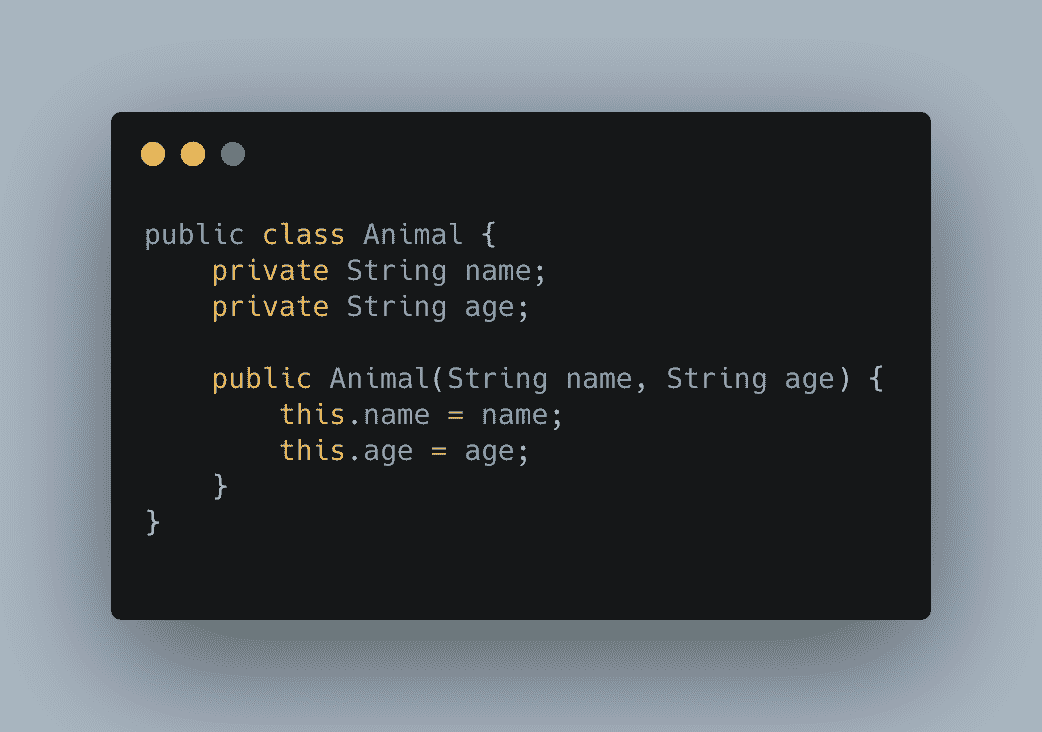 public class Animal {
    private String name;
    private String age;

    public Animal(String name, String age) {
        this.name = name;
        this.age = age;
    }
}